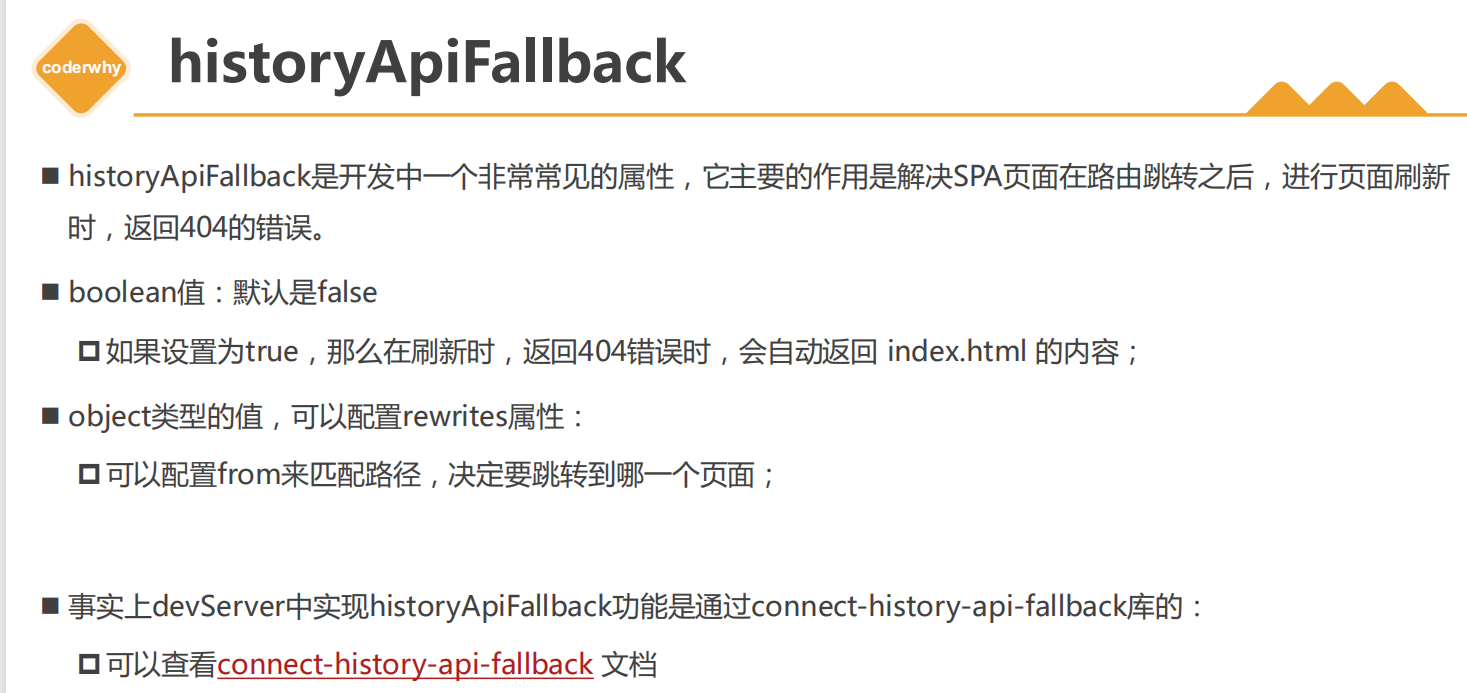 coderwhy
historyApiFallback
historyApiFallback是开发中一个非常常见的属性，它主要的作用是解决SPA页面在路由跳转之后，进行页面刷新
时，返回404的错误。
boolean值：默认是false
如果设置为true，那么在刷新时，返回404错误时，会自动返回 index.html 的内容；
object类型的值，可以配置rewrites属性：
可以配置from来匹配路径，决定要跳转到哪一个页面；
事实上devServer中实现historyApiFallback功能是通过connect-history-api-fallback库的：
可以查看connect-history-api-fallback 文档